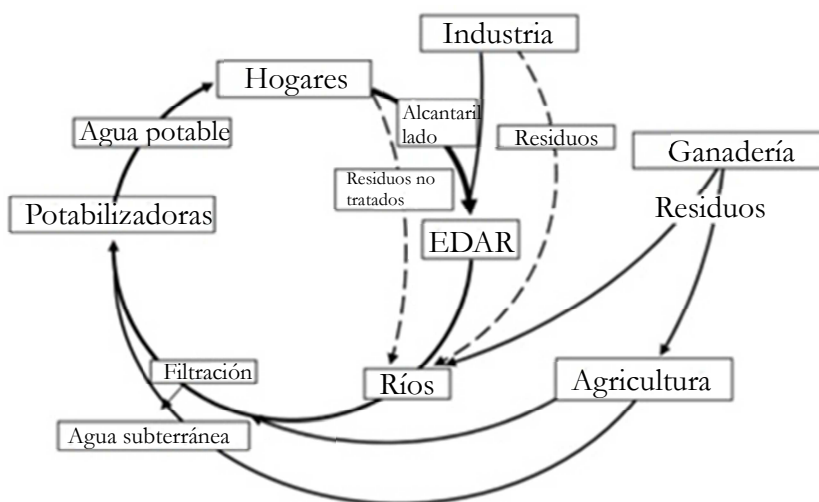 Industria
Hogares
Alcantaril
lado
Agua potable
Residuos
Ganadería
Residuos no
tratados
Potabilizadoras
Residuos
EDAR
Filtración
Ríos
Agricultura
Agua subterránea